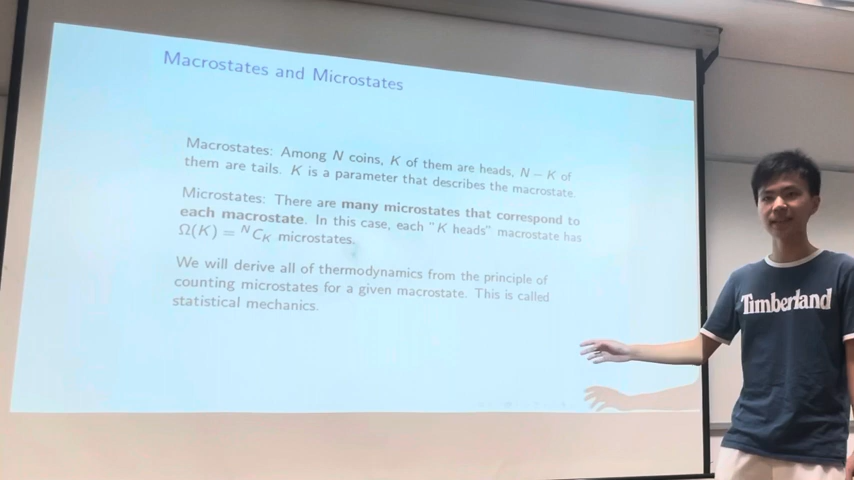 Macrostates and Microstates
Macrostates: Among N coins, K of them are heads, N − K of
them are tails. K is a parameter that describes the macrostate.
Microstates: There are many microstates that correspond to
each macrostate. In this case, each "K heads" macrostate has
Ω(K) = ᴺC_K microstates.
We will derive all of thermodynamics from the principle of
counting microstates for a given macrostate. This is called
statistical mechanics.
Timberland